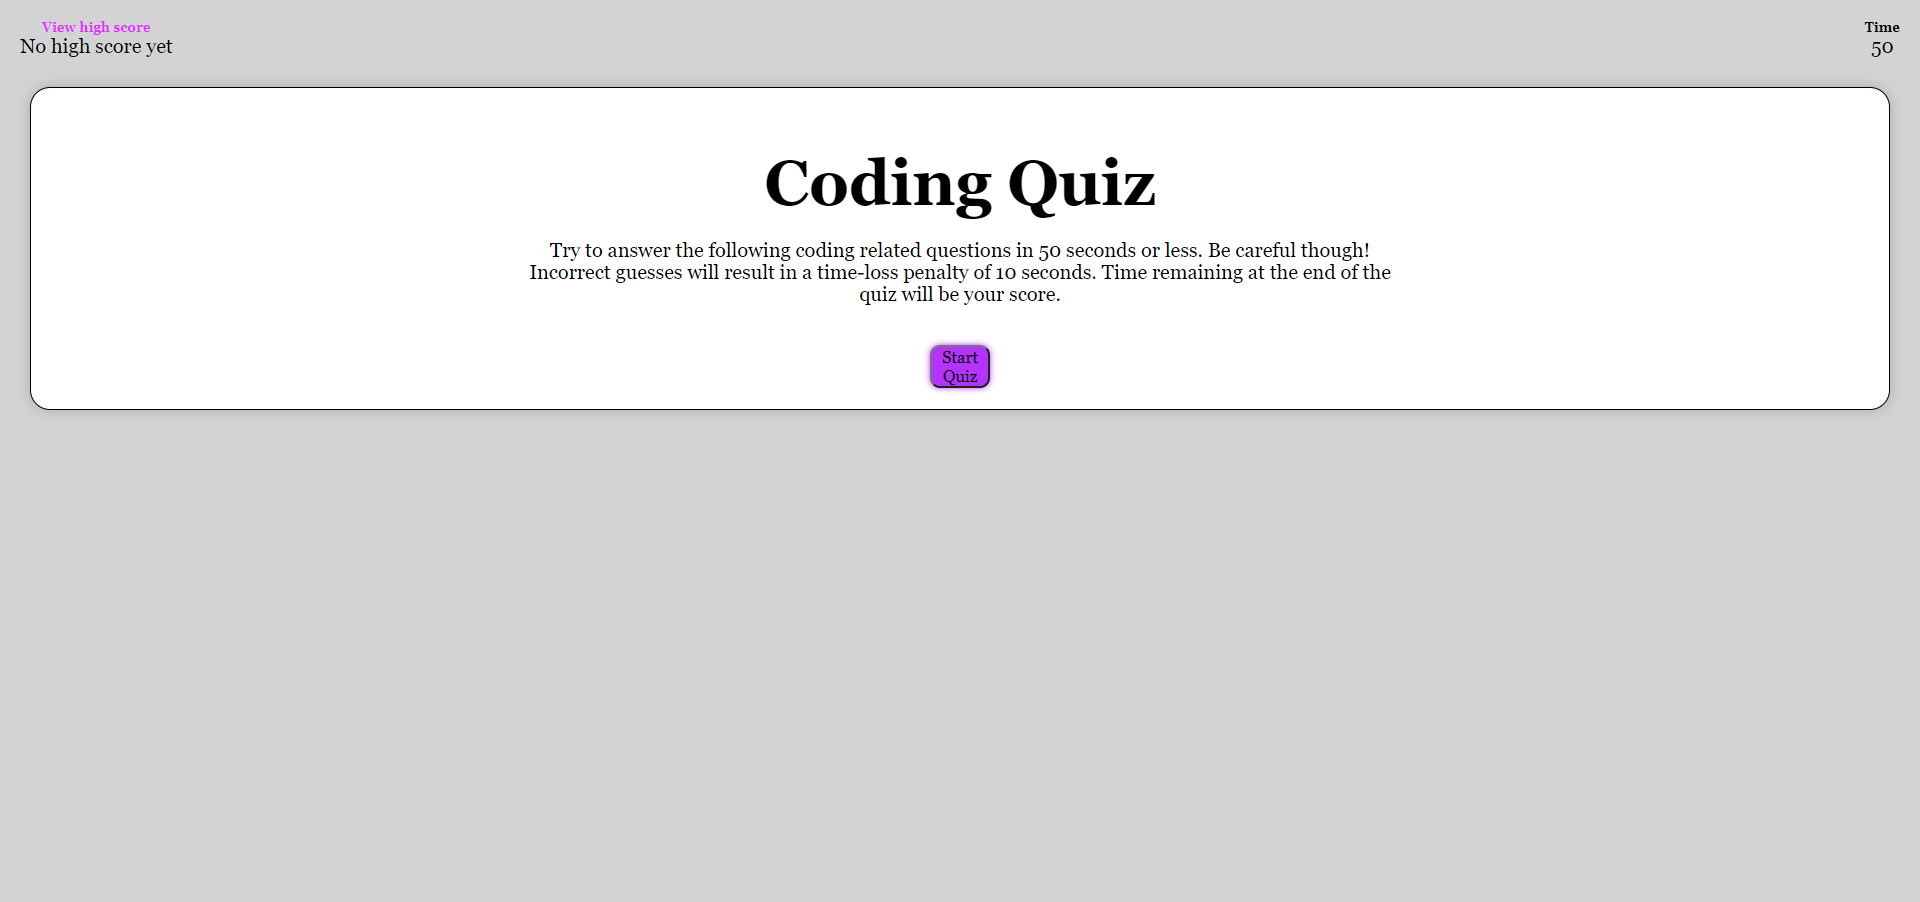 View high score
No high score yet
Time
50
Coding Quiz
Try to answer the following coding related questions in 50 seconds or less. Be careful though!
Incorrect guesses will result in a time-loss penalty of 10 seconds. Time remaining at the end of the
quiz will be your score.
Start
Quiz